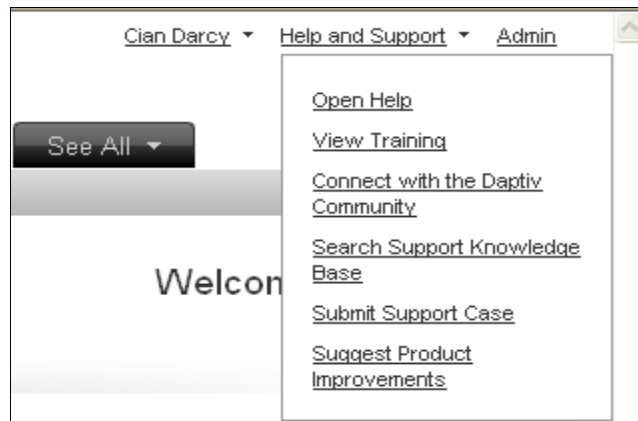 Cian Darcy Help and Support Admin
Open Help
See All
View Training
Connect with the Daptiv
Community
Search Support Knowledge
Base
Welcom
Submit Support Case
Suggest Product
Improvements